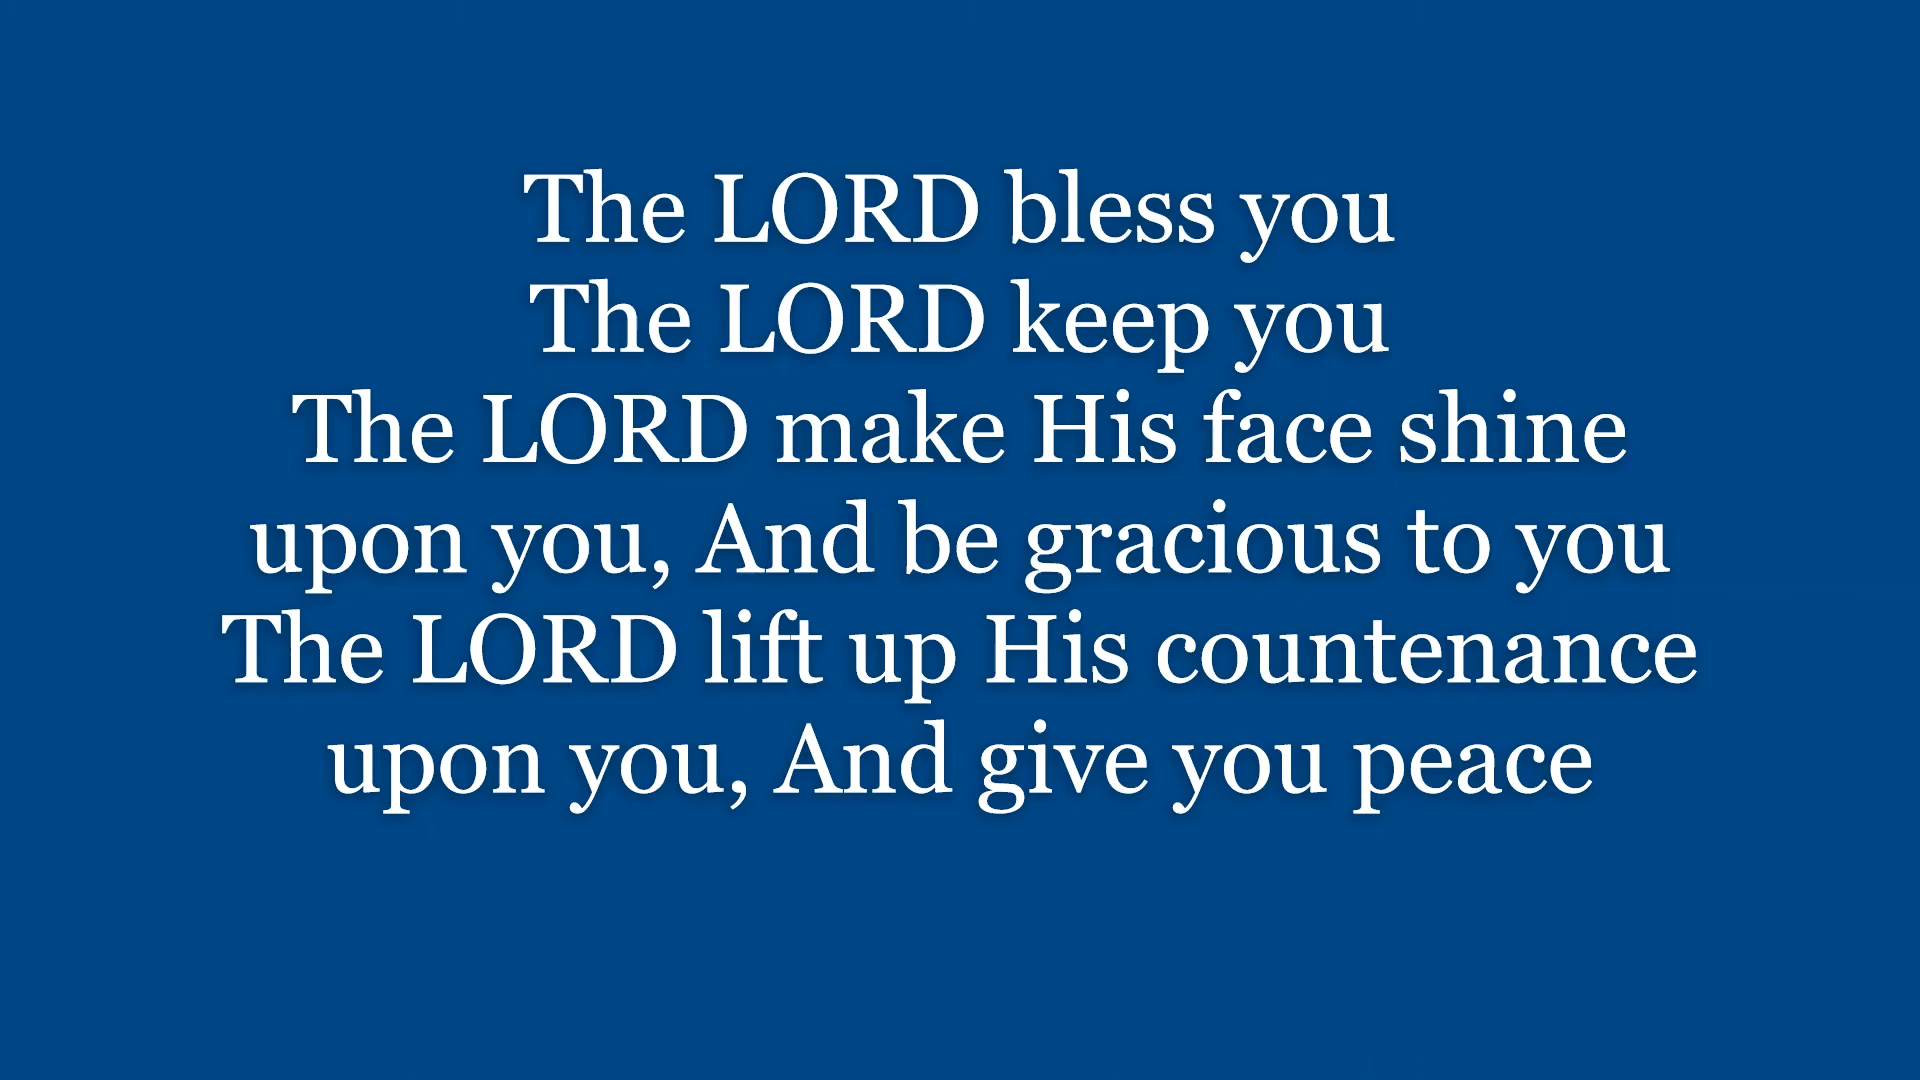 The LORD bless you
The LORD keep you
The LORD make His face shine
upon you, And be gracious to you
The LORD lift up His countenance
upon you, And give you peace